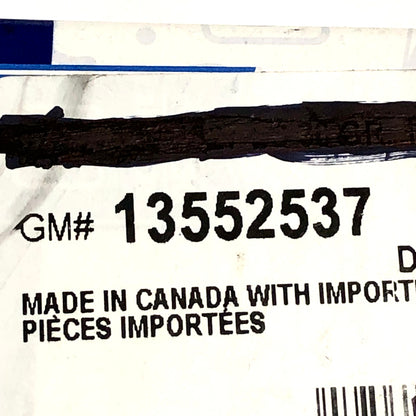 GM# 13552537
D
MADE IN CANADA WITH IMPORT
PIÈCES IMPORTÉES